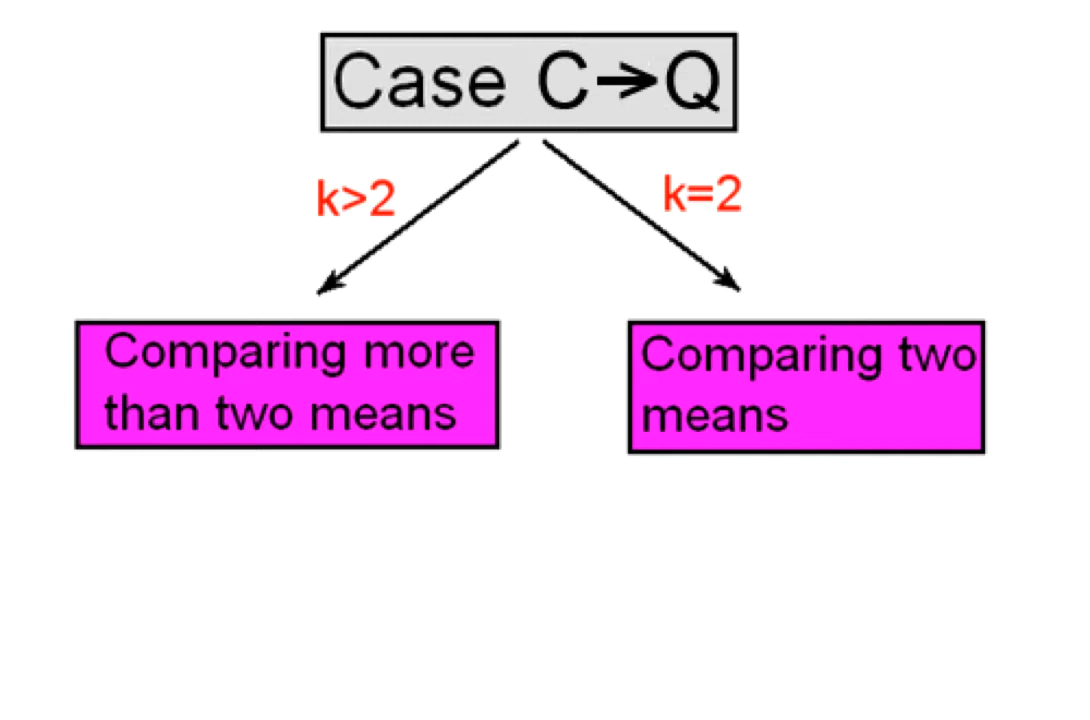 Case C→Q
k>2
k=2
Comparing more
than two means
Comparing two
means